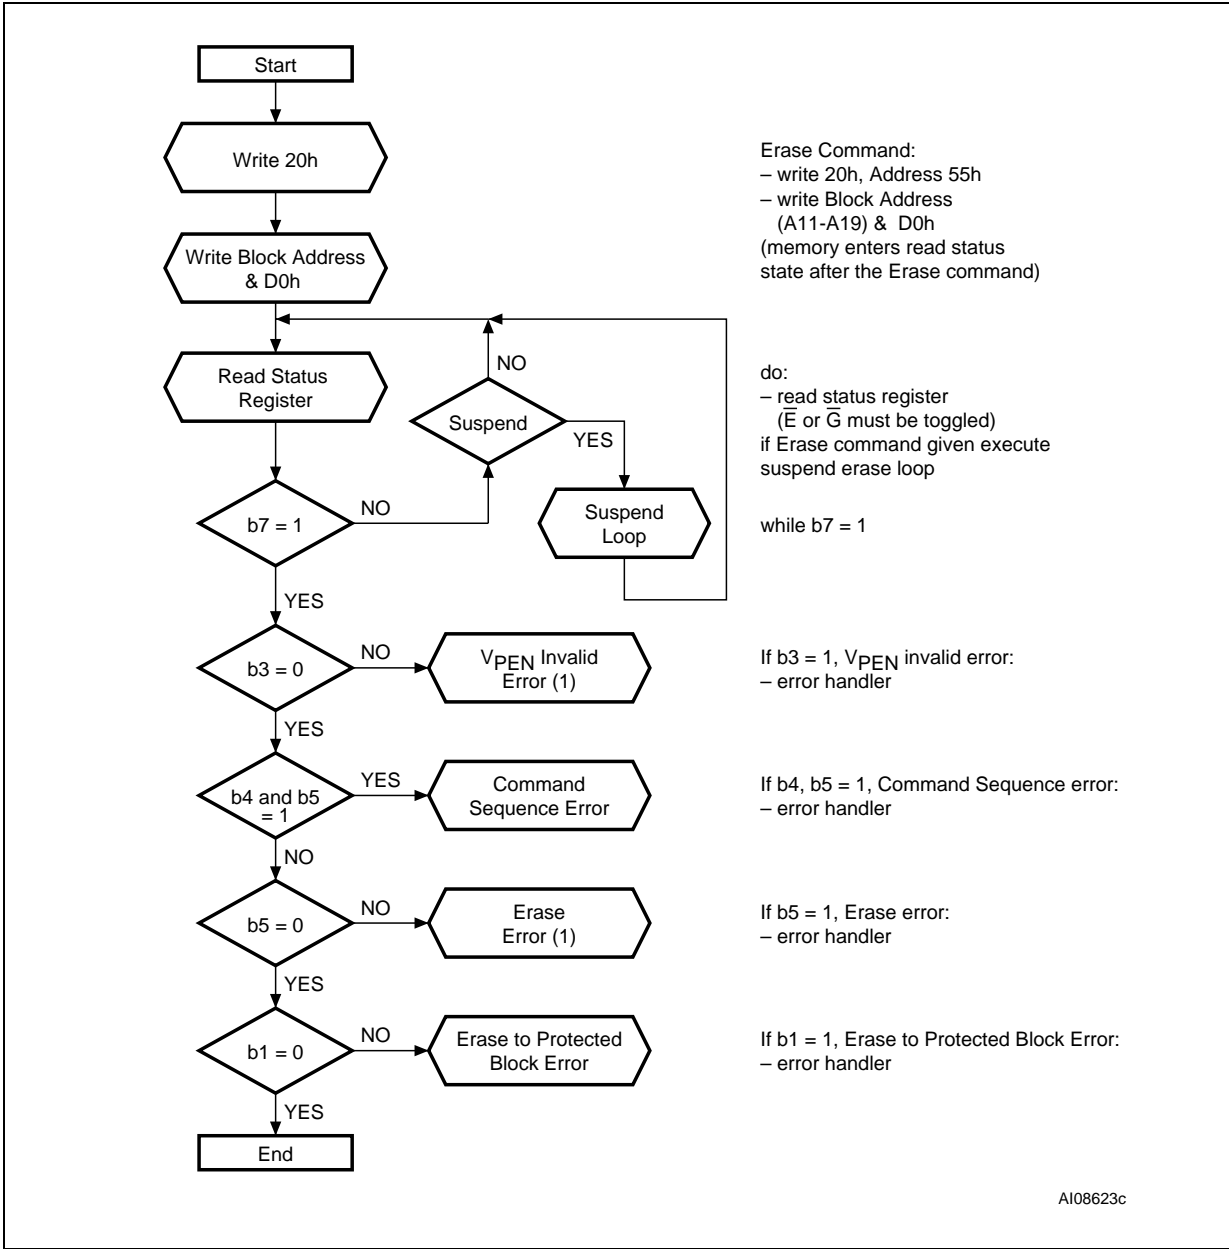 Start
Write 20h
Write Block Address
& D0h
Read Status
Register
NO
Suspend
YES
Suspend
Loop
b7 = 1
NO
YES
b3 = 0
NO
VPEN Invalid
Error (1)
YES
b4 and b5
= 1
YES
Command
Sequence Error
NO
b5 = 0
NO
Erase
Error (1)
YES
b1 = 0
NO
Erase to Protected
Block Error
YES
End
Erase Command:
– write 20h, Address 55h
– write Block Address
(A11-A19) & D0h
(memory enters read status
state after the Erase command)
do:
– read status register
(E̅ or G̅ must be toggled)
if Erase command given execute
suspend erase loop
while b7 = 1
If b3 = 1, VPEN invalid error:
– error handler
If b4, b5 = 1, Command Sequence error:
– error handler
If b5 = 1, Erase error:
– error handler
If b1 = 1, Erase to Protected Block Error:
– error handler
AI08623c